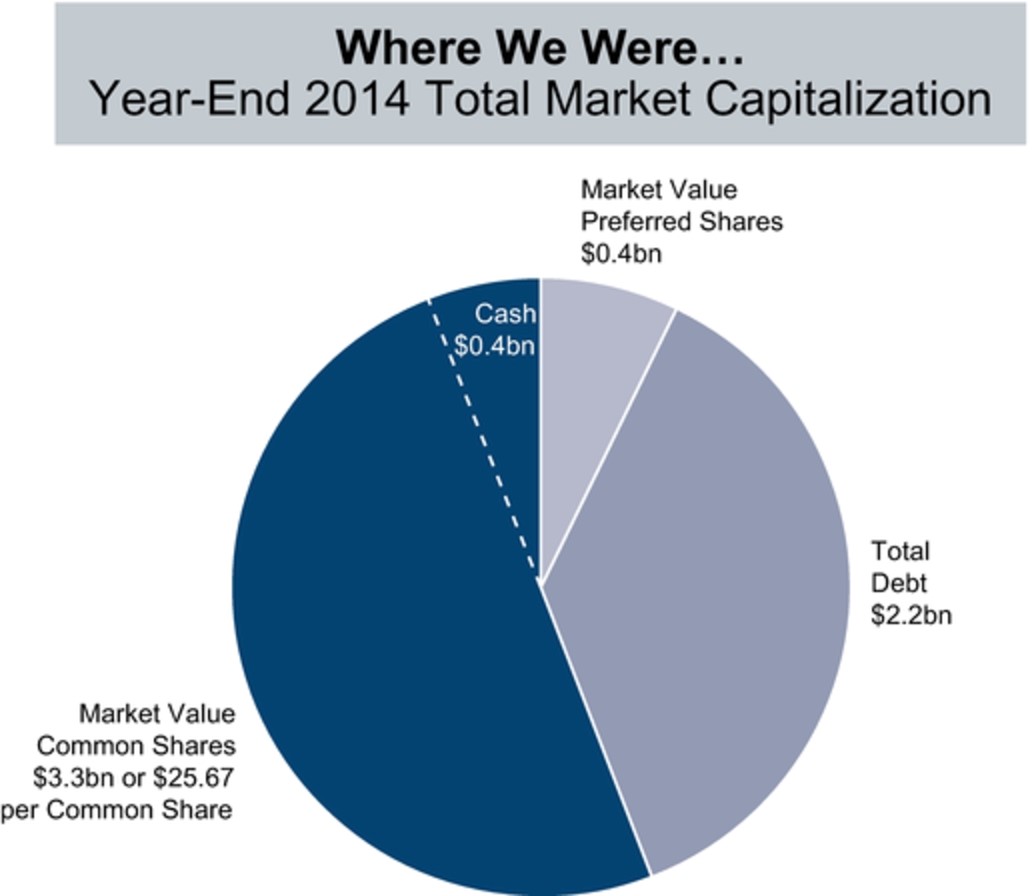 Where We Were…
Year-End 2014 Total Market Capitalization
Market Value
Preferred Shares
$0.4bn
Cash
$0.4bn
Total
Debt
$2.2bn
Market Value
Common Shares
$3.3bn or $25.67
per Common Share